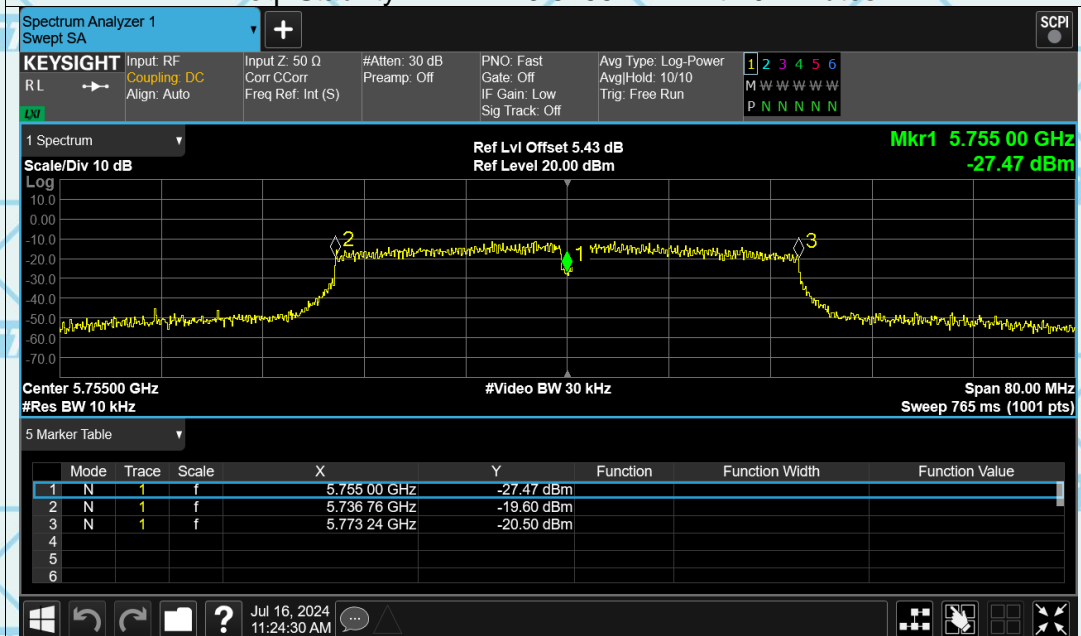 Spectrum Analyzer 1
Swept SA
+
SCPI
KEYSIGHT
R L
LXI
Input: RF
Coupling: DC
Align: Auto
Input Z: 50 Ω
Corr CCorr
Freq Ref: Int (S)
#Atten: 30 dB
Preamp: Off
PNO: Fast
Gate: Off
IF Gain: Low
Sig Track: Off
Avg Type: Log-Power
Avg|Hold: 10/10
Trig: Free Run
1 2 3 4 5 6
M W W W W W
P N N N N N
1 Spectrum
Scale/Div 10 dB
Ref Lvl Offset 5.43 dB
Ref Level 20.00 dBm
Mkr1 5.755 00 GHz
-27.47 dBm
Log
10.0
0.00
-10.0
-20.0
-30.0
-40.0
-50.0
-60.0
-70.0
2
1
3
Center 5.75500 GHz
#Video BW 30 kHz
Span 80.00 MHz
#Res BW 10 kHz
Sweep 765 ms (1001 pts)
5 Marker Table
Mode Trace Scale X Y Function Function Width Function Value
1 N 1 f 5.755 00 GHz -27.47 dBm
2 N 1 f 5.736 76 GHz -19.60 dBm
3 N 1 f 5.773 24 GHz -20.50 dBm
4
5
6
?
Jul 16, 2024
11:24:30 AM